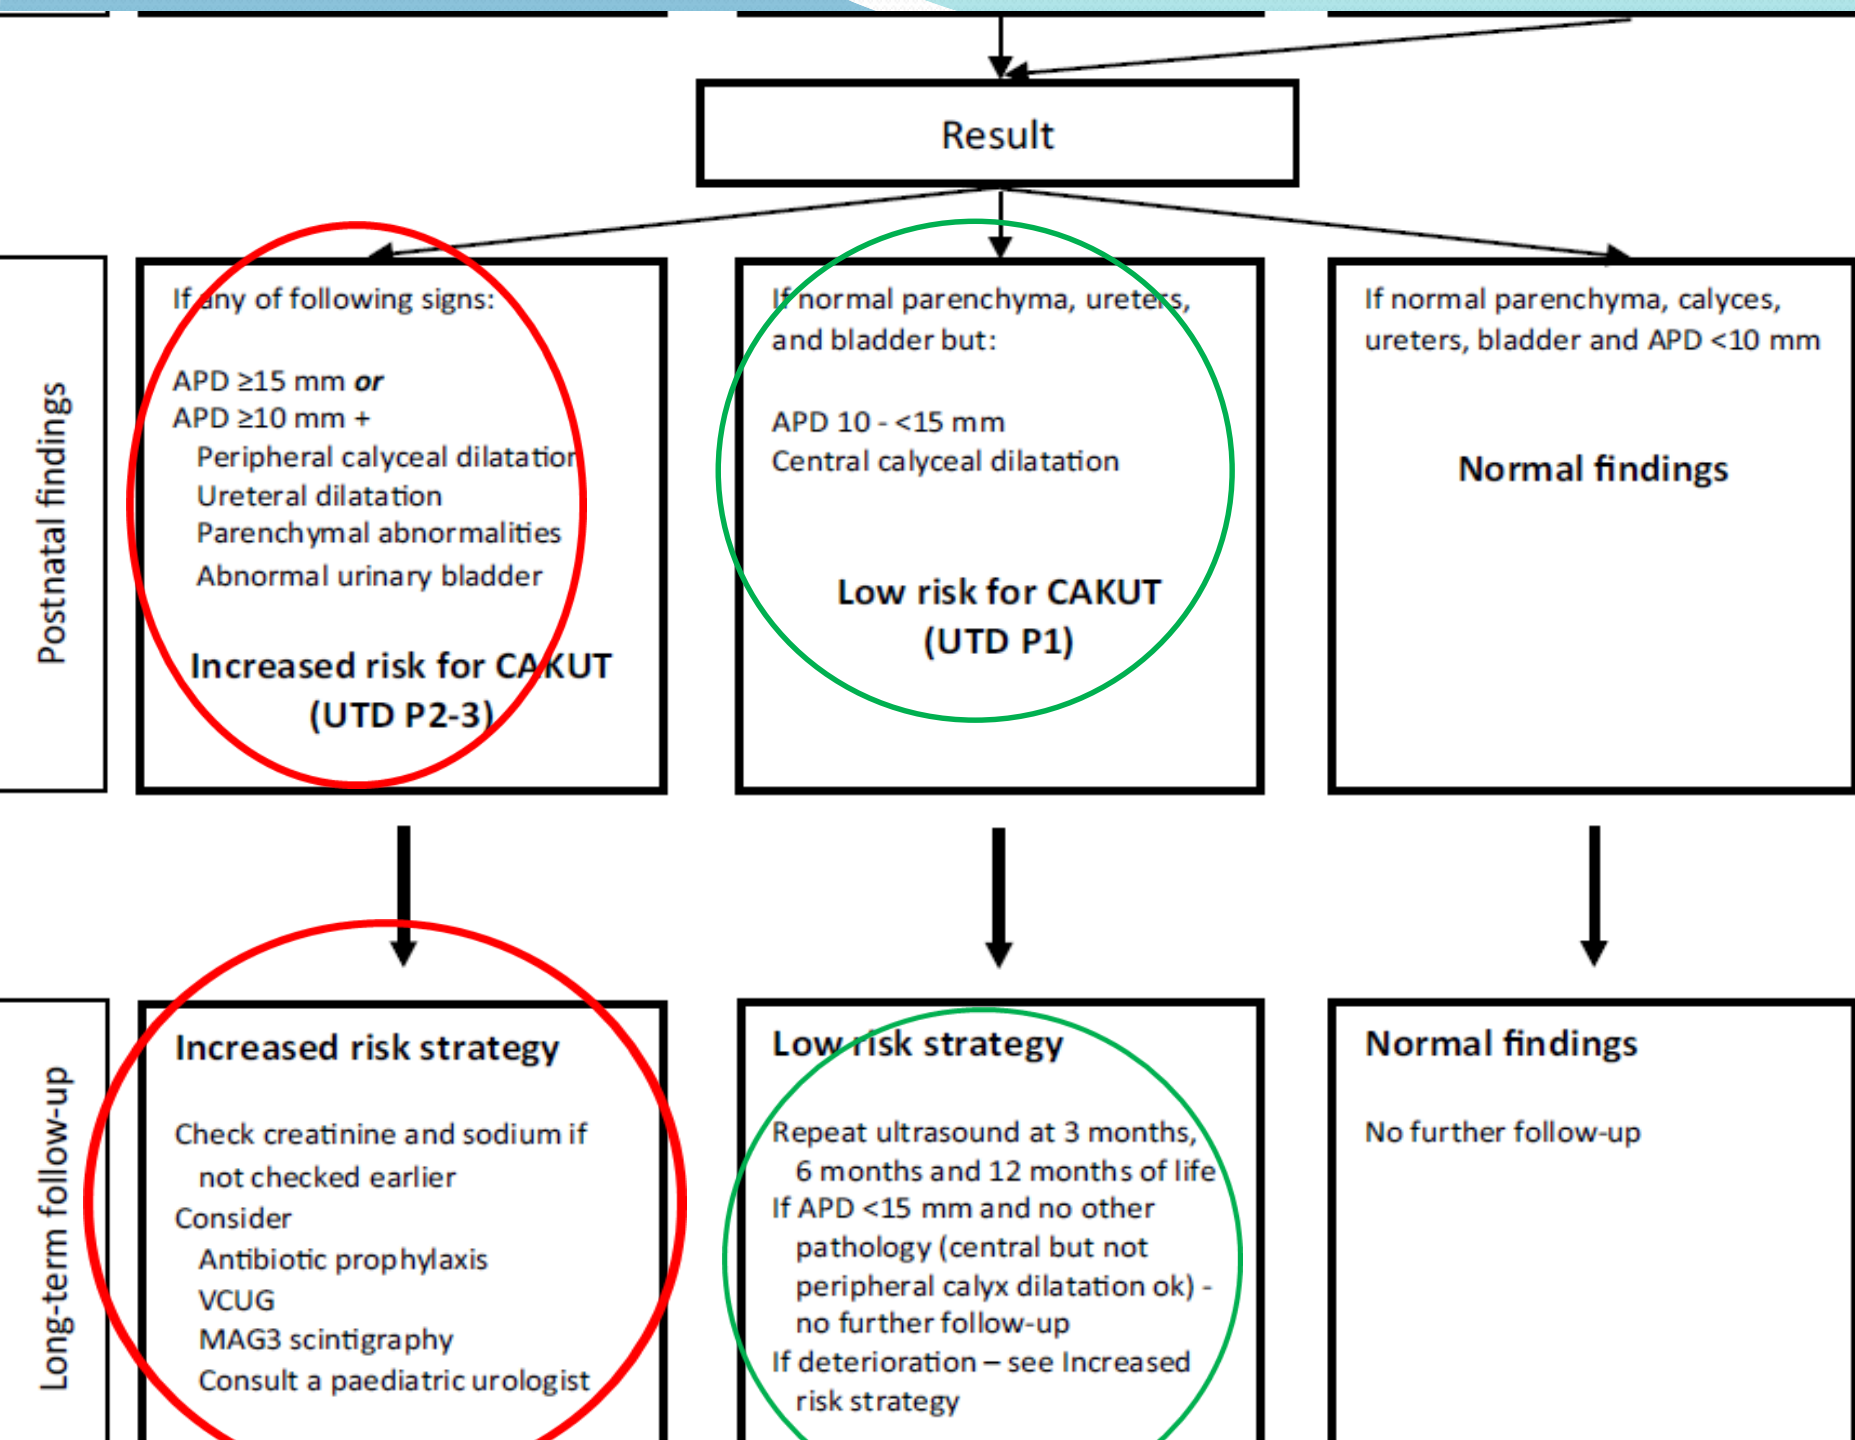 Result
Postnatal findings
If any of following signs:
APD ≥15 mm or
APD ≥10 mm +
Peripheral calyceal dilatation
Ureteral dilatation
Parenchymal abnormalities
Abnormal urinary bladder
Increased risk for CAKUT
(UTD P2-3)
If normal parenchyma, ureters,
and bladder but:
APD 10 - <15 mm
Central calyceal dilatation
Low risk for CAKUT
(UTD P1)
If normal parenchyma, calyces,
ureters, bladder and APD <10 mm
Normal findings
Long-term follow-up
Increased risk strategy
Check creatinine and sodium if
not checked earlier
Consider
Antibiotic prophylaxis
VCUG
MAG3 scintigraphy
Consult a paediatric urologist
Low risk strategy
Repeat ultrasound at 3 months,
6 months and 12 months of life
If APD <15 mm and no other
pathology (central but not
peripheral calyx dilatation ok) -
no further follow-up
If deterioration – see Increased
risk strategy
Normal findings
No further follow-up